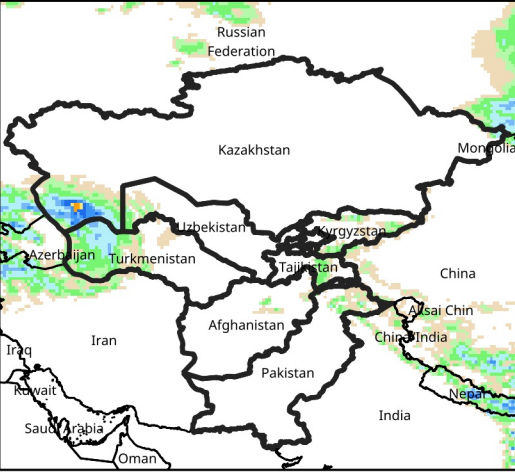 Russian
Federation
Kazakhstan
Mongolia
Uzbekistan
Kyrgyzstan
Azerbaijan
Turkmenistan
Tajikistan
China
Aksai Chin
Afghanistan
China/India
Iran
Iraq
Pakistan
Kuwait
Nepal
India
Saudi Arabia
Oman